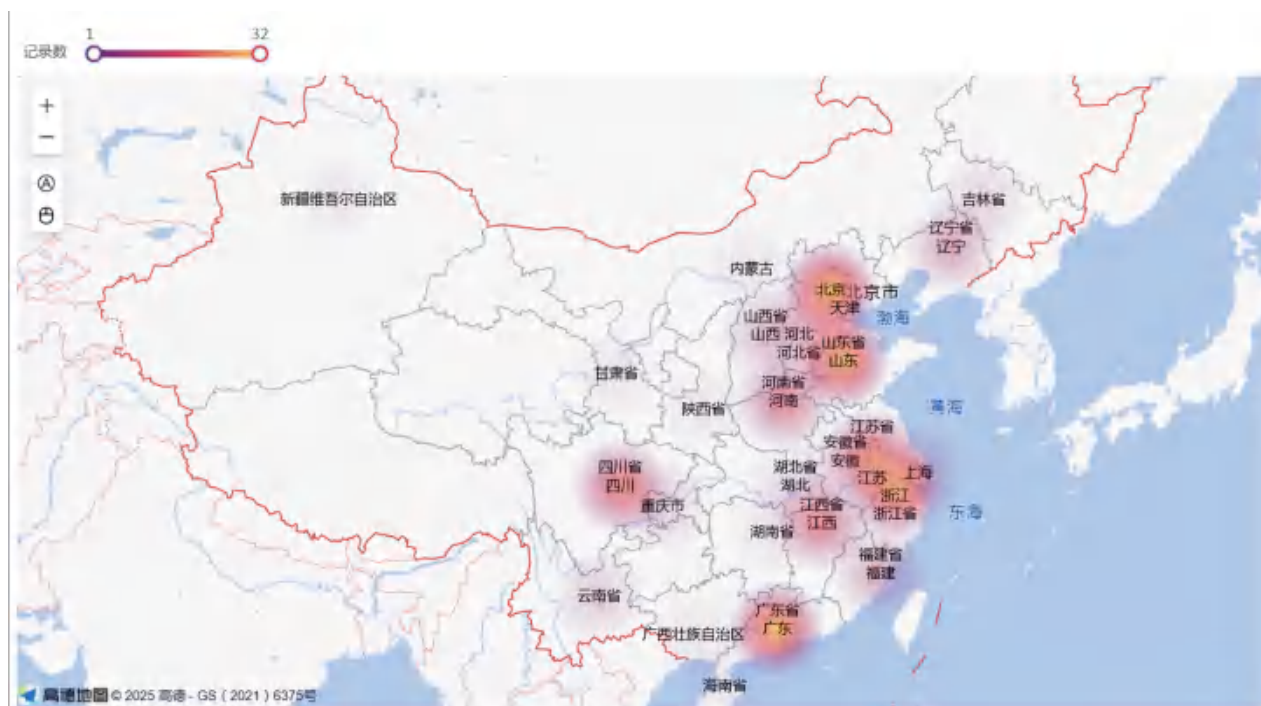 1 32
记录数
+
−
A
新疆维吾尔自治区
吉林省
辽宁省
辽宁
内蒙古
北京 北京市
天津
渤海
山西省
山西 河北
河北省
山东省
山东
甘肃省
河南省
河南
陕西省
黄海
江苏省
安徽省
安徽
四川省
四川
湖北省
湖北
江苏
上海
浙江
浙江省
重庆市
江西省
江西
东海
湖南省
福建省
福建
云南省
广东省
广东
广西壮族自治区
海南省
高德地图 © 2025 高德 - GS（2021）6375号